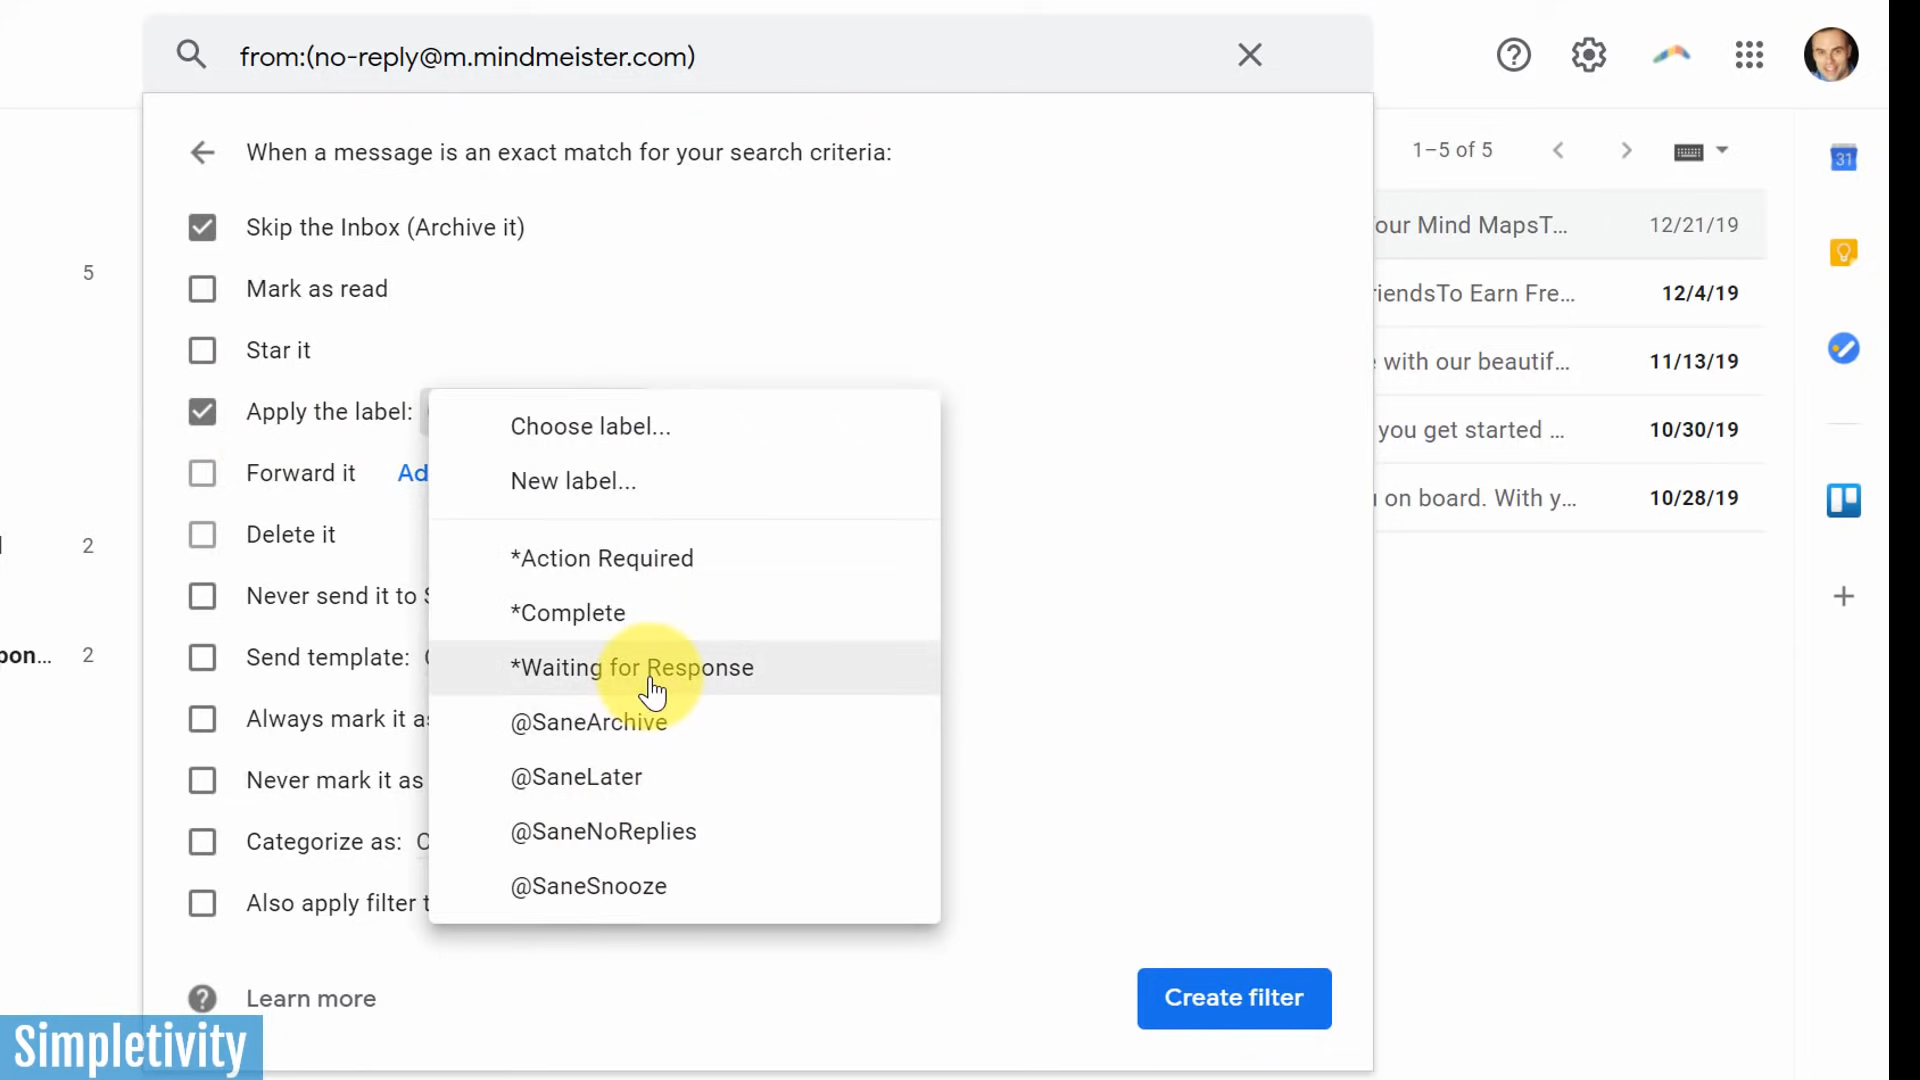 from:(no-reply@m.mindmeister.com)
When a message is an exact match for your search criteria:
1–5 of 5
31
Skip the Inbox (Archive it)
our Mind MapsT... 12/21/19
5
Mark as read
riendsTo Earn Fre... 12/4/19
Star it
with our beautif... 11/13/19
Apply the label:
Choose label...
you get started ... 10/30/19
Forward it Ad
New label...
on board. With y... 10/28/19
Delete it
2
*Action Required
Never send it to S
*Complete
pon... 2
Send template:
*Waiting for Response
Always mark it as
@SaneArchive
Never mark it as
@SaneLater
Categorize as: C
@SaneNoReplies
Also apply filter t
@SaneSnooze
Learn more
Create filter
Simpletivity